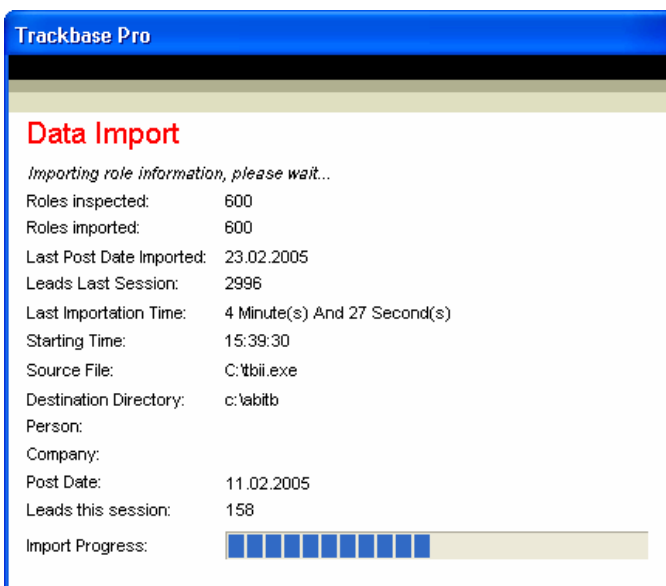 Trackbase Pro
Data Import
Importing role information, please wait...
Roles inspected: 600
Roles imported: 600
Last Post Date Imported: 23.02.2005
Leads Last Session: 2996
Last Importation Time: 4 Minute(s) And 27 Second(s)
Starting Time: 15:39:30
Source File: C:\tbii.exe
Destination Directory: c:\abitb
Person:
Company:
Post Date: 11.02.2005
Leads this session: 158
Import Progress: